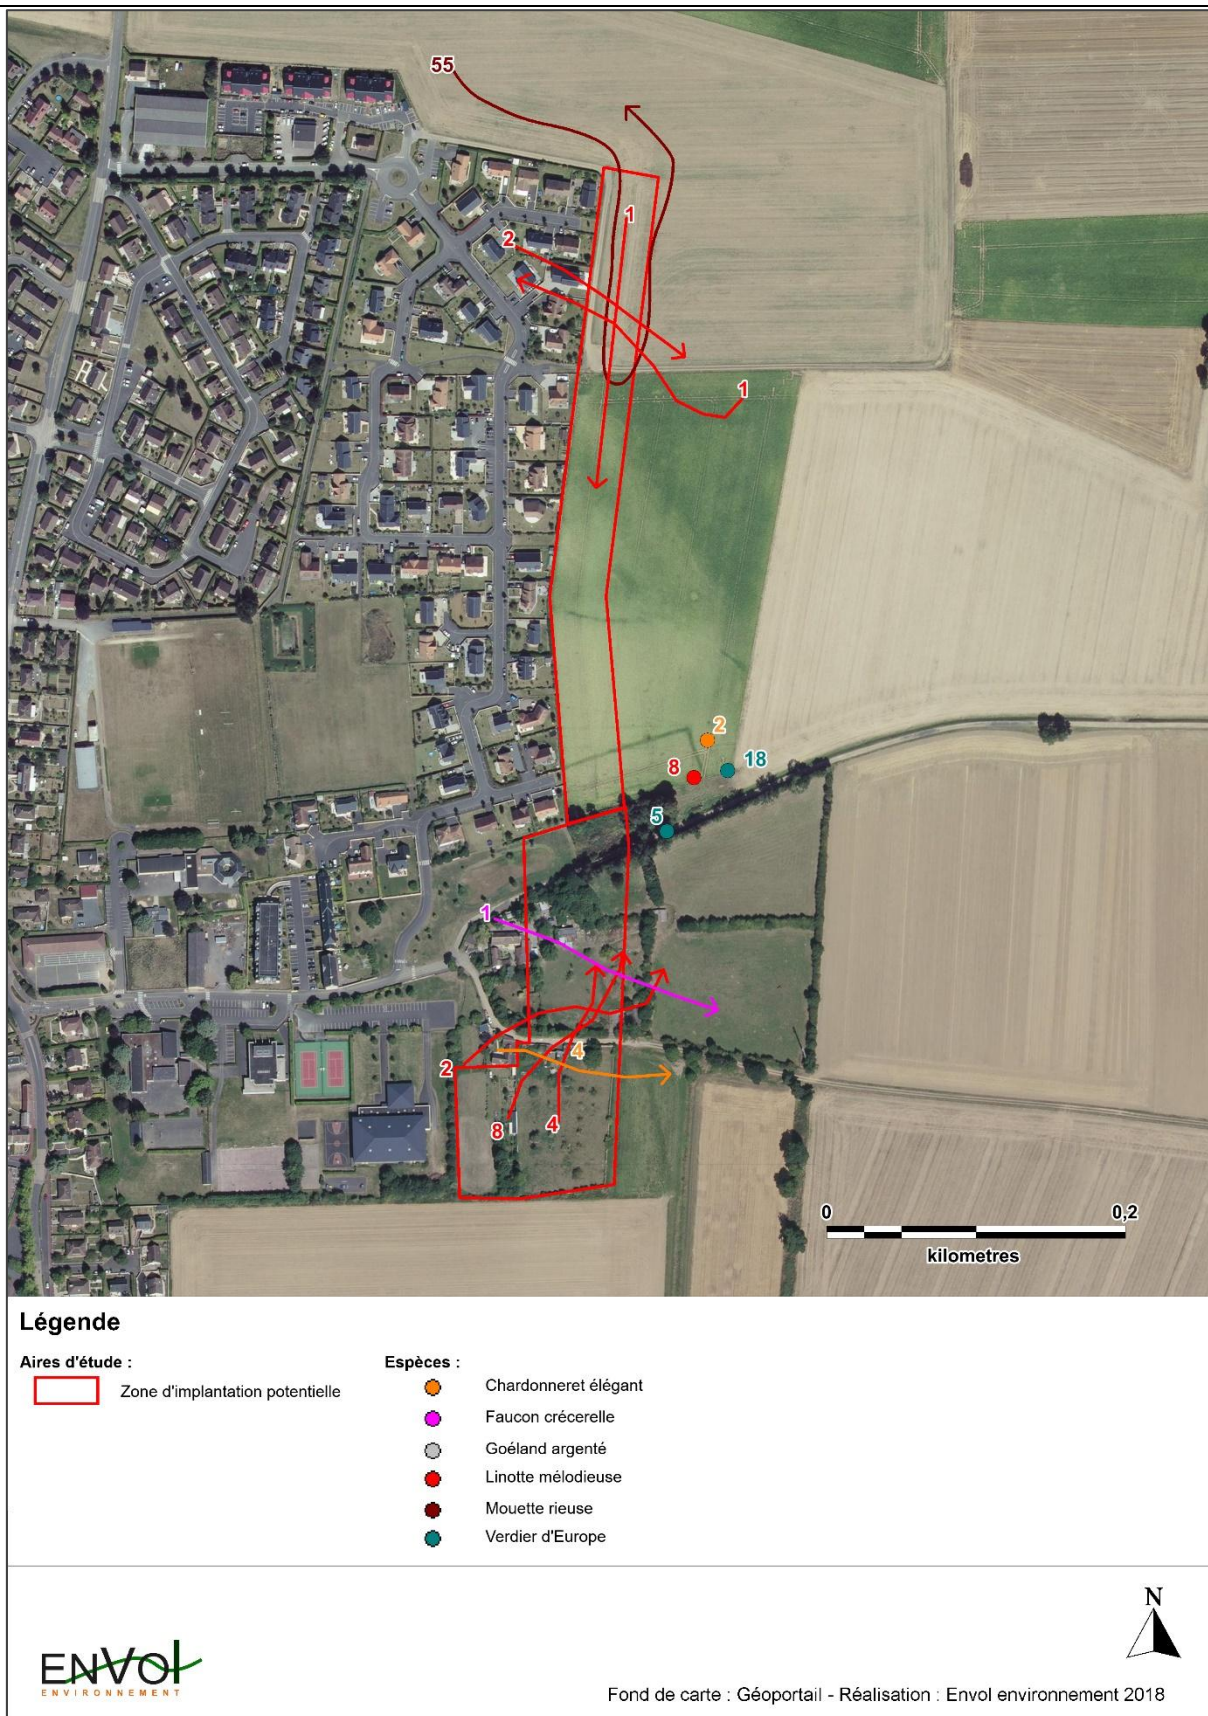 55
1
2
1
2
18
8
5
1
4
2
8
4
0 0,2
kilometres
Légende
Aires d'étude :
Zone d'implantation potentielle
Espèces :
Chardonneret élégant
Faucon crécerelle
Goéland argenté
Linotte mélodieuse
Mouette rieuse
Verdier d'Europe
N
ENVOl
ENVIRONNEMENT
Fond de carte : Géoportail - Réalisation : Envol environnement 2018